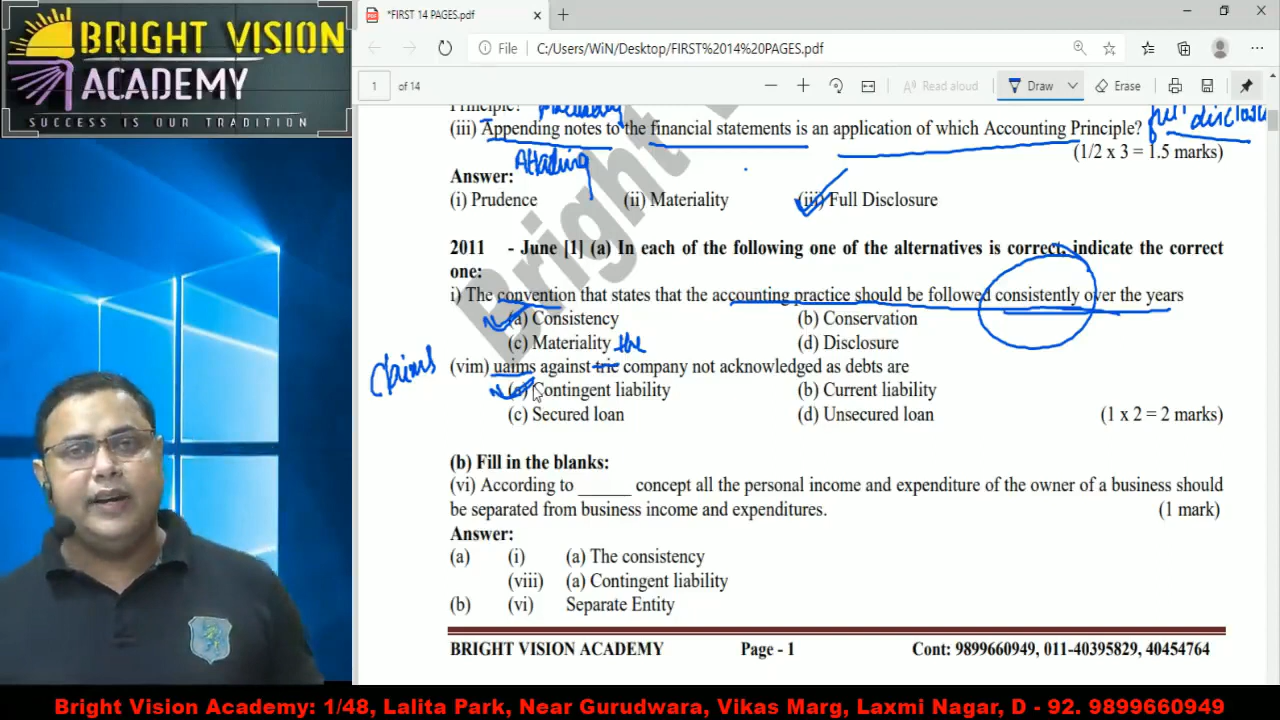 BRIGHT VISION
ACADEMY
SUCCESS IS OUR TRADITION
*FIRST 14 PAGES.pdf
File C:/Users/WiN/Desktop/FIRST%2014%20PAGES.pdf
1 of 14
Read aloud
Draw
Erase
Principle?
(iii) Appending notes to the financial statements is an application of which Accounting Principle? full disclosure
Attaching
(1/2 x 3 = 1.5 marks)
Answer:
(i) Prudence (ii) Materiality (iii) Full Disclosure
2011 - June [1] (a) In each of the following one of the alternatives is correct, indicate the correct
one:
i) The convention that states that the accounting practice should be followed consistently over the years
(a) Consistency (b) Conservation
(c) Materiality (d) Disclosure
the
Claims (vim) uaims against tric company not acknowledged as debts are
(a) Contingent liability (b) Current liability
(c) Secured loan (d) Unsecured loan (1 x 2 = 2 marks)
(b) Fill in the blanks:
(vi) According to ______ concept all the personal income and expenditure of the owner of a business should
be separated from business income and expenditures. (1 mark)
Answer:
(a) (i) (a) The consistency
(viii) (a) Contingent liability
(b) (vi) Separate Entity
BRIGHT VISION ACADEMY Page - 1 Cont: 9899660949, 011-40395829, 40454764
Bright Vision Academy: 1/48, Lalita Park, Near Gurudwara, Vikas Marg, Laxmi Nagar, D - 92. 9899660949